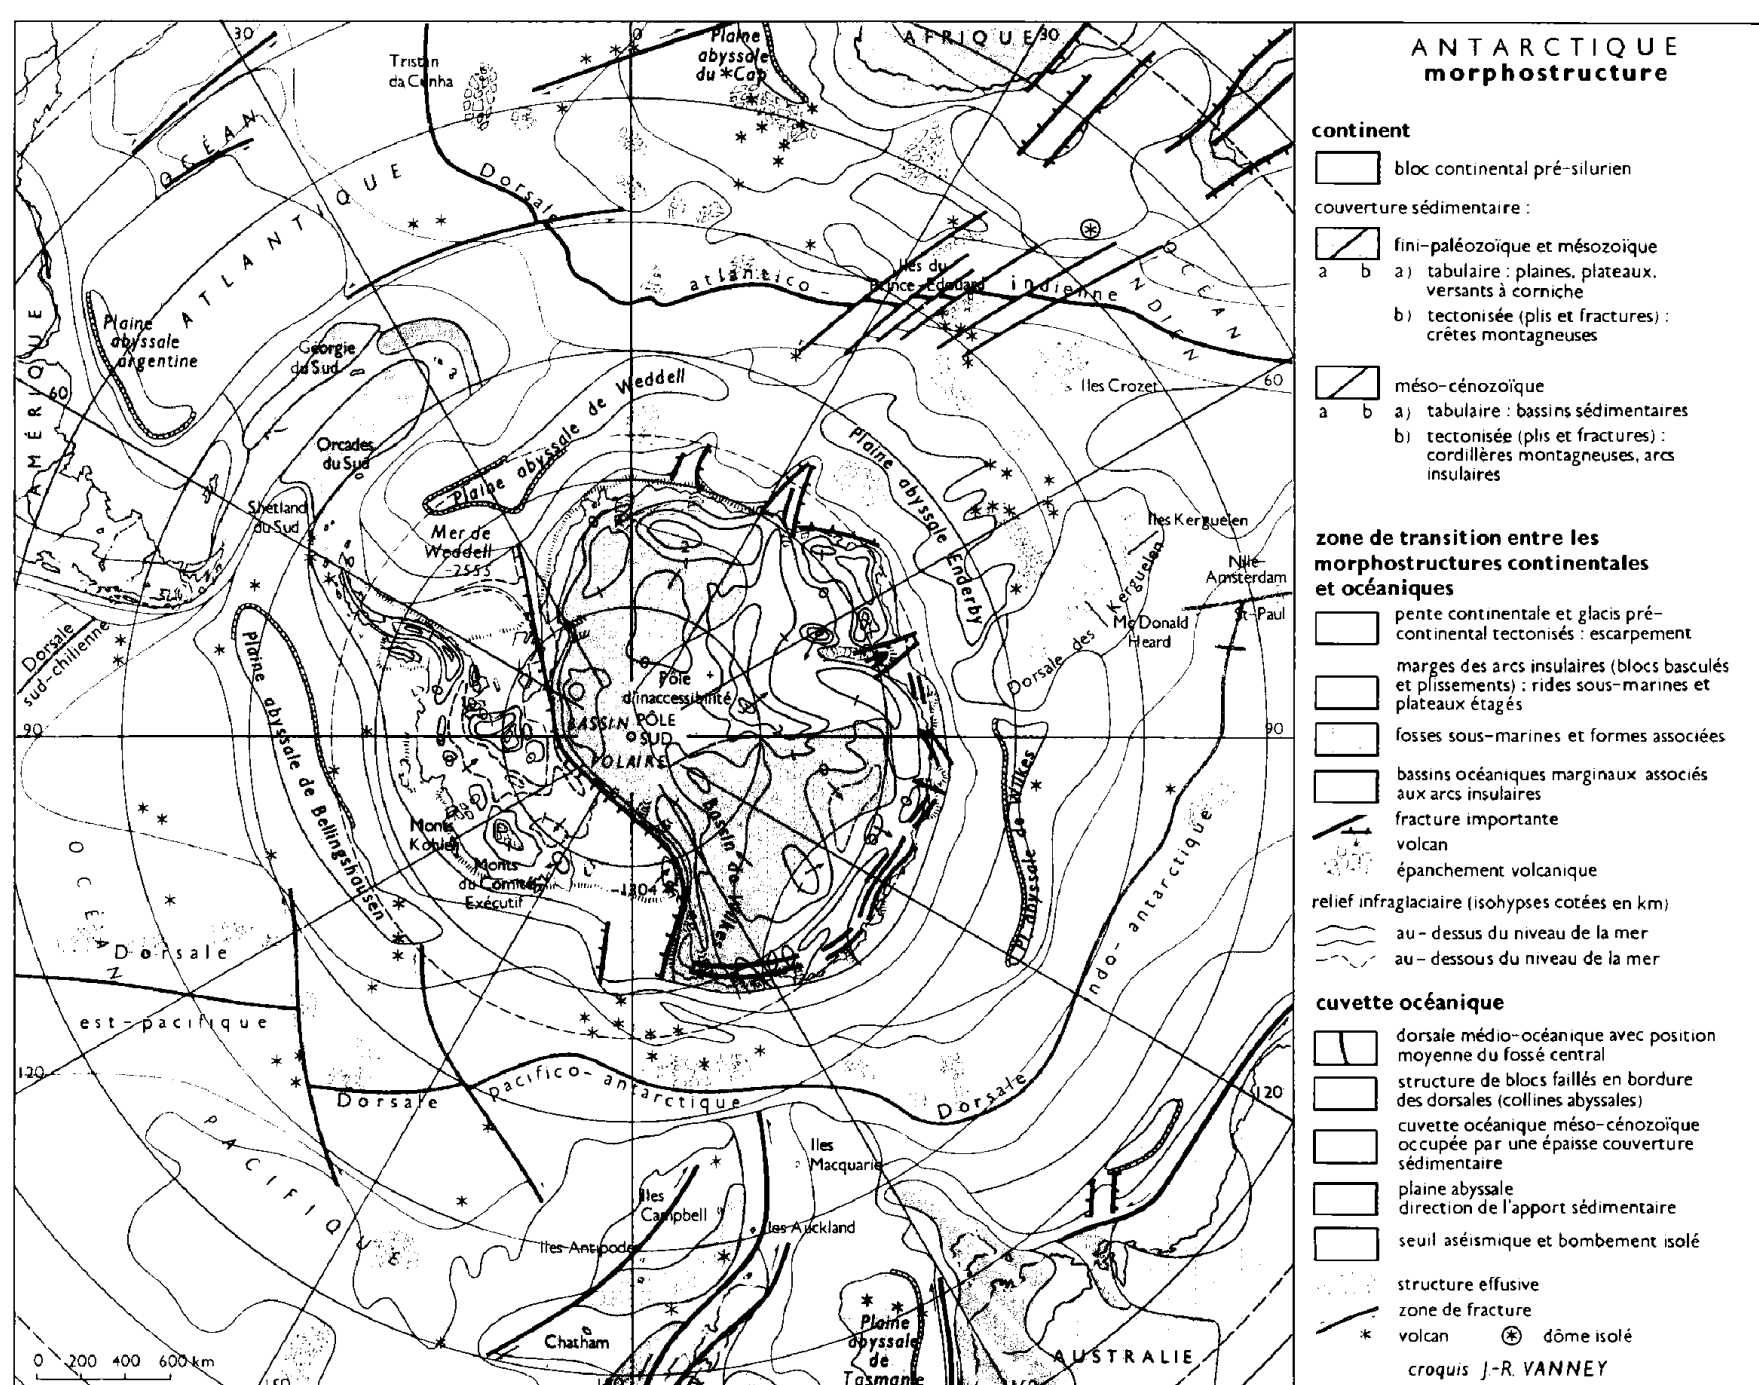 ANTARCTIQUE
morphostructure
continent
bloc continental pré-silurien
couverture sédimentaire :
fini-paléozoïque et mésozoïque
a b a) tabulaire : plaines, plateaux,
versants à corniche
b) tectonisée (plis et fractures) :
crêtes montagneuses
méso-cénozoïque
a b a) tabulaire : bassins sédimentaires
b) tectonisée (plis et fractures) :
cordillères montagneuses, arcs
insulaires
zone de transition entre les
morphostructures continentales
et océaniques
pente continentale et glacis pré-
continental tectonisés : escarpement
marges des arcs insulaires (blocs basculés
et plissements) : rides sous-marines et
plateaux étagés
fosses sous-marines et formes associées
bassins océaniques marginaux associés
aux arcs insulaires
fracture importante
volcan
épanchement volcanique
relief infraglaciaire (isohypses cotées en km)
au-dessus du niveau de la mer
au-dessous du niveau de la mer
cuvette océanique
dorsale médio-océanique avec position
moyenne du fossé central
structure de blocs faillés en bordure
des dorsales (collines abyssales)
cuvette océanique méso-cénozoïque
occupée par une épaisse couverture
sédimentaire
plaine abyssale
direction de l'apport sédimentaire
seuil aséismique et bombement isolé
structure effusive
zone de fracture
volcan
dôme isolé
croquis J.-R. VANNEY
30
0
30
AFRIQUE
Tristan
da Cunha
Plaine
abyssale
du Cap
OCÉAN
ATLANTIQUE
Dorsale
atlantico-indienne
Iles du
Prince-Édouard
OCÉAN
INDIEN
AMÉRIQUE
Plaine
abyssale
argentine
Géorgie
du Sud
60
60
Iles Crozet
Plaine abyssale de Weddell
Orcades
du Sud
Plaine abyssale Enderby
Shetland
du Sud
Mer de
Weddell
-2555
Iles Kerguelen
Nlle-
Amsterdam
St-Paul
Mc Donald
Heard
Dorsale des Kerguelen
Dorsale
sud-chilienne
Pôle
d'inaccessibilité
BASSIN
POLAIRE
PÔLE
SUD
90
90
Plaine abyssale de Bellingshausen
Bassin de Wilkes
Pl. abyssale de Wilkes
Monts
Kohler
Monts
du Comité
Exécutif
-1304
OCÉAN
PACIFIQUE
Dorsale
est-pacifique
Dorsale
indo-antarctique
120
120
Dorsale
Pacifico-antarctique
Iles
Macquarie
Iles
Campbell
Iles Auckland
Iles Antipodes
Chatham
Plaine
abyssale
de
Tasmanie
AUSTRALIE
0 200 400 600 km